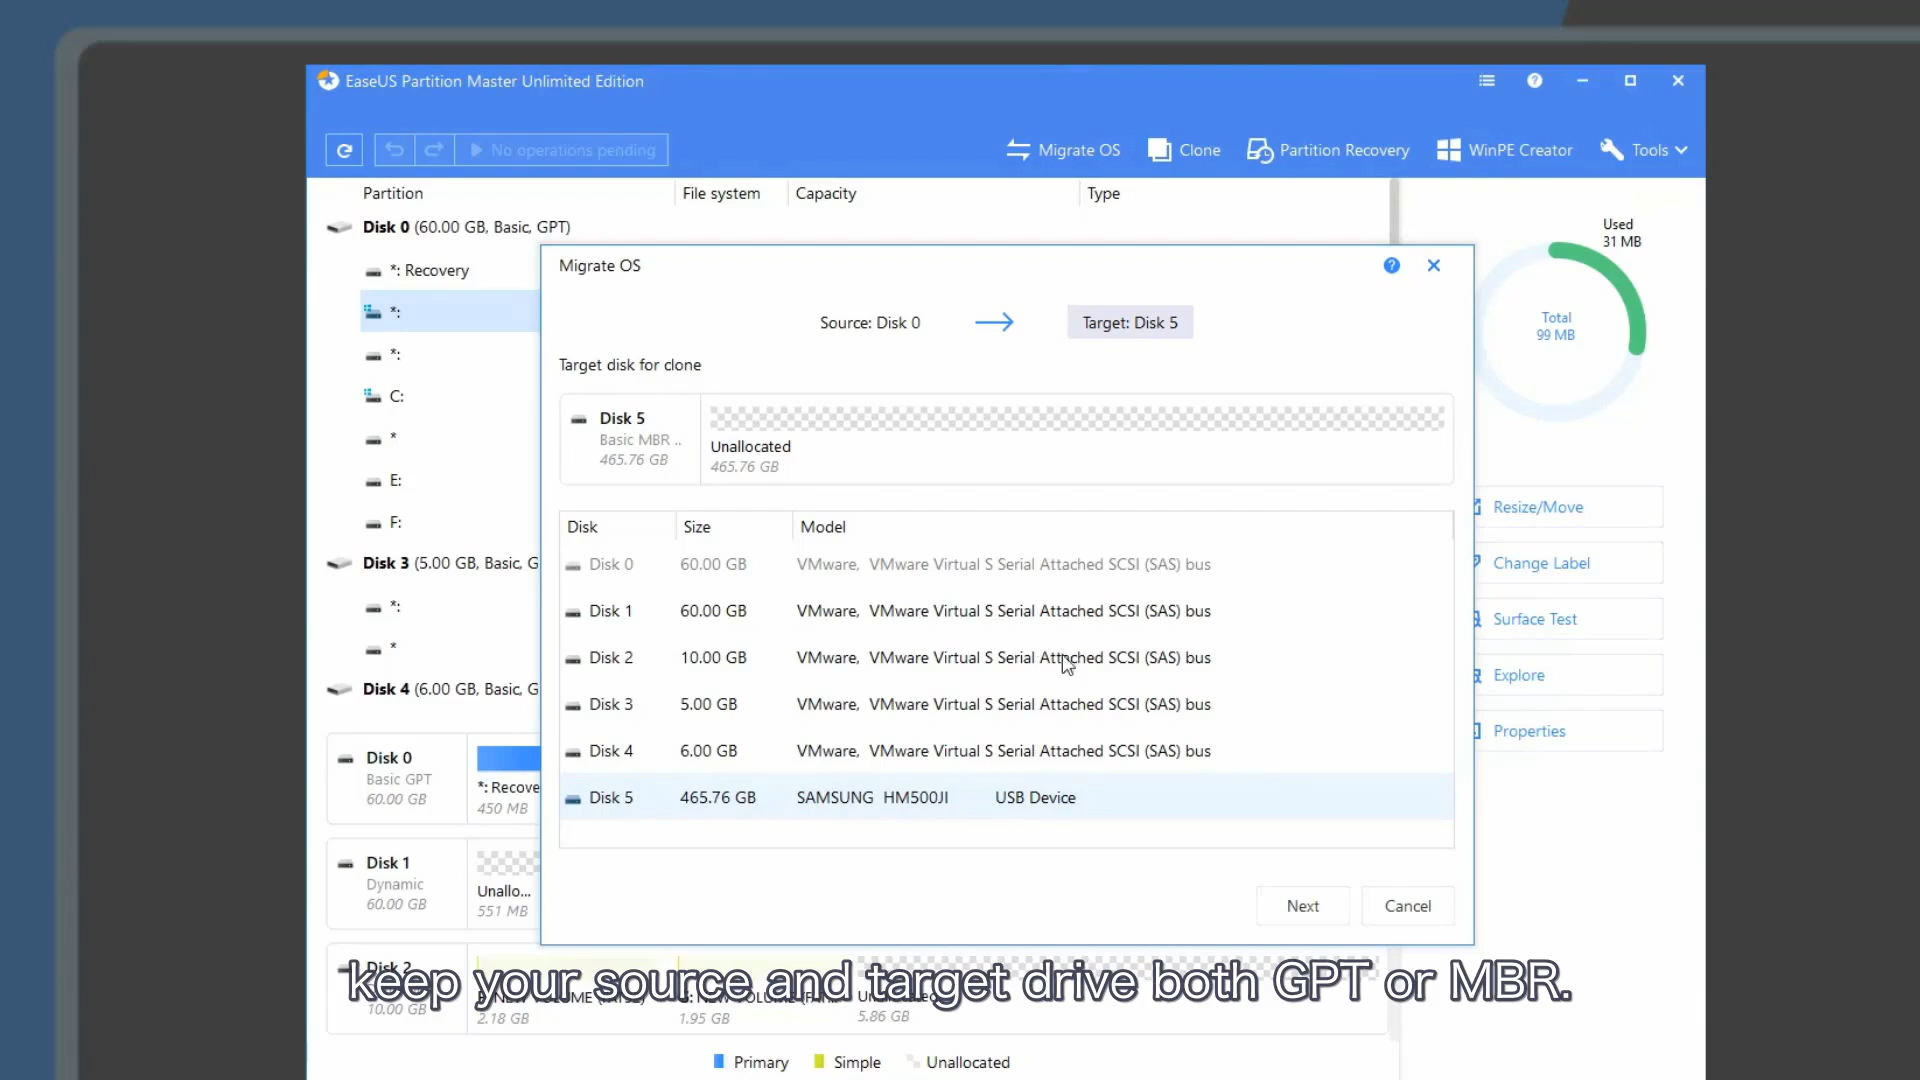 EaseUS Partition Master Unlimited Edition
No operations pending
Migrate OS
Clone
Partition Recovery
WinPE Creator
Tools
Partition
File system
Capacity
Type
Disk 0 (60.00 GB, Basic, GPT)
*: Recovery
*:
*:
C:
*
E:
F:
Disk 3 (5.00 GB, Basic, G
*:
*
Disk 4 (6.00 GB, Basic, G
Used
31 MB
Total
99 MB
Resize/Move
Change Label
Surface Test
Explore
Properties
Migrate OS
Source: Disk 0
Target: Disk 5
Target disk for clone
Disk 5
Basic MBR ..
465.76 GB
Unallocated
465.76 GB
Disk Size Model
Disk 0 60.00 GB VMware, VMware Virtual S Serial Attached SCSI (SAS) bus
Disk 1 60.00 GB VMware, VMware Virtual S Serial Attached SCSI (SAS) bus
Disk 2 10.00 GB VMware, VMware Virtual S Serial Attached SCSI (SAS) bus
Disk 3 5.00 GB VMware, VMware Virtual S Serial Attached SCSI (SAS) bus
Disk 4 6.00 GB VMware, VMware Virtual S Serial Attached SCSI (SAS) bus
Disk 5 465.76 GB SAMSUNG HM500JI USB Device
Next
Cancel
Disk 0
Basic GPT
60.00 GB
*: Recove
450 MB
Disk 1
Dynamic
60.00 GB
Unallo...
551 MB
Disk 2
10.00 GB
2.18 GB
1.95 GB
5.86 GB
keep your source and target drive both GPT or MBR.
Primary
Simple
Unallocated